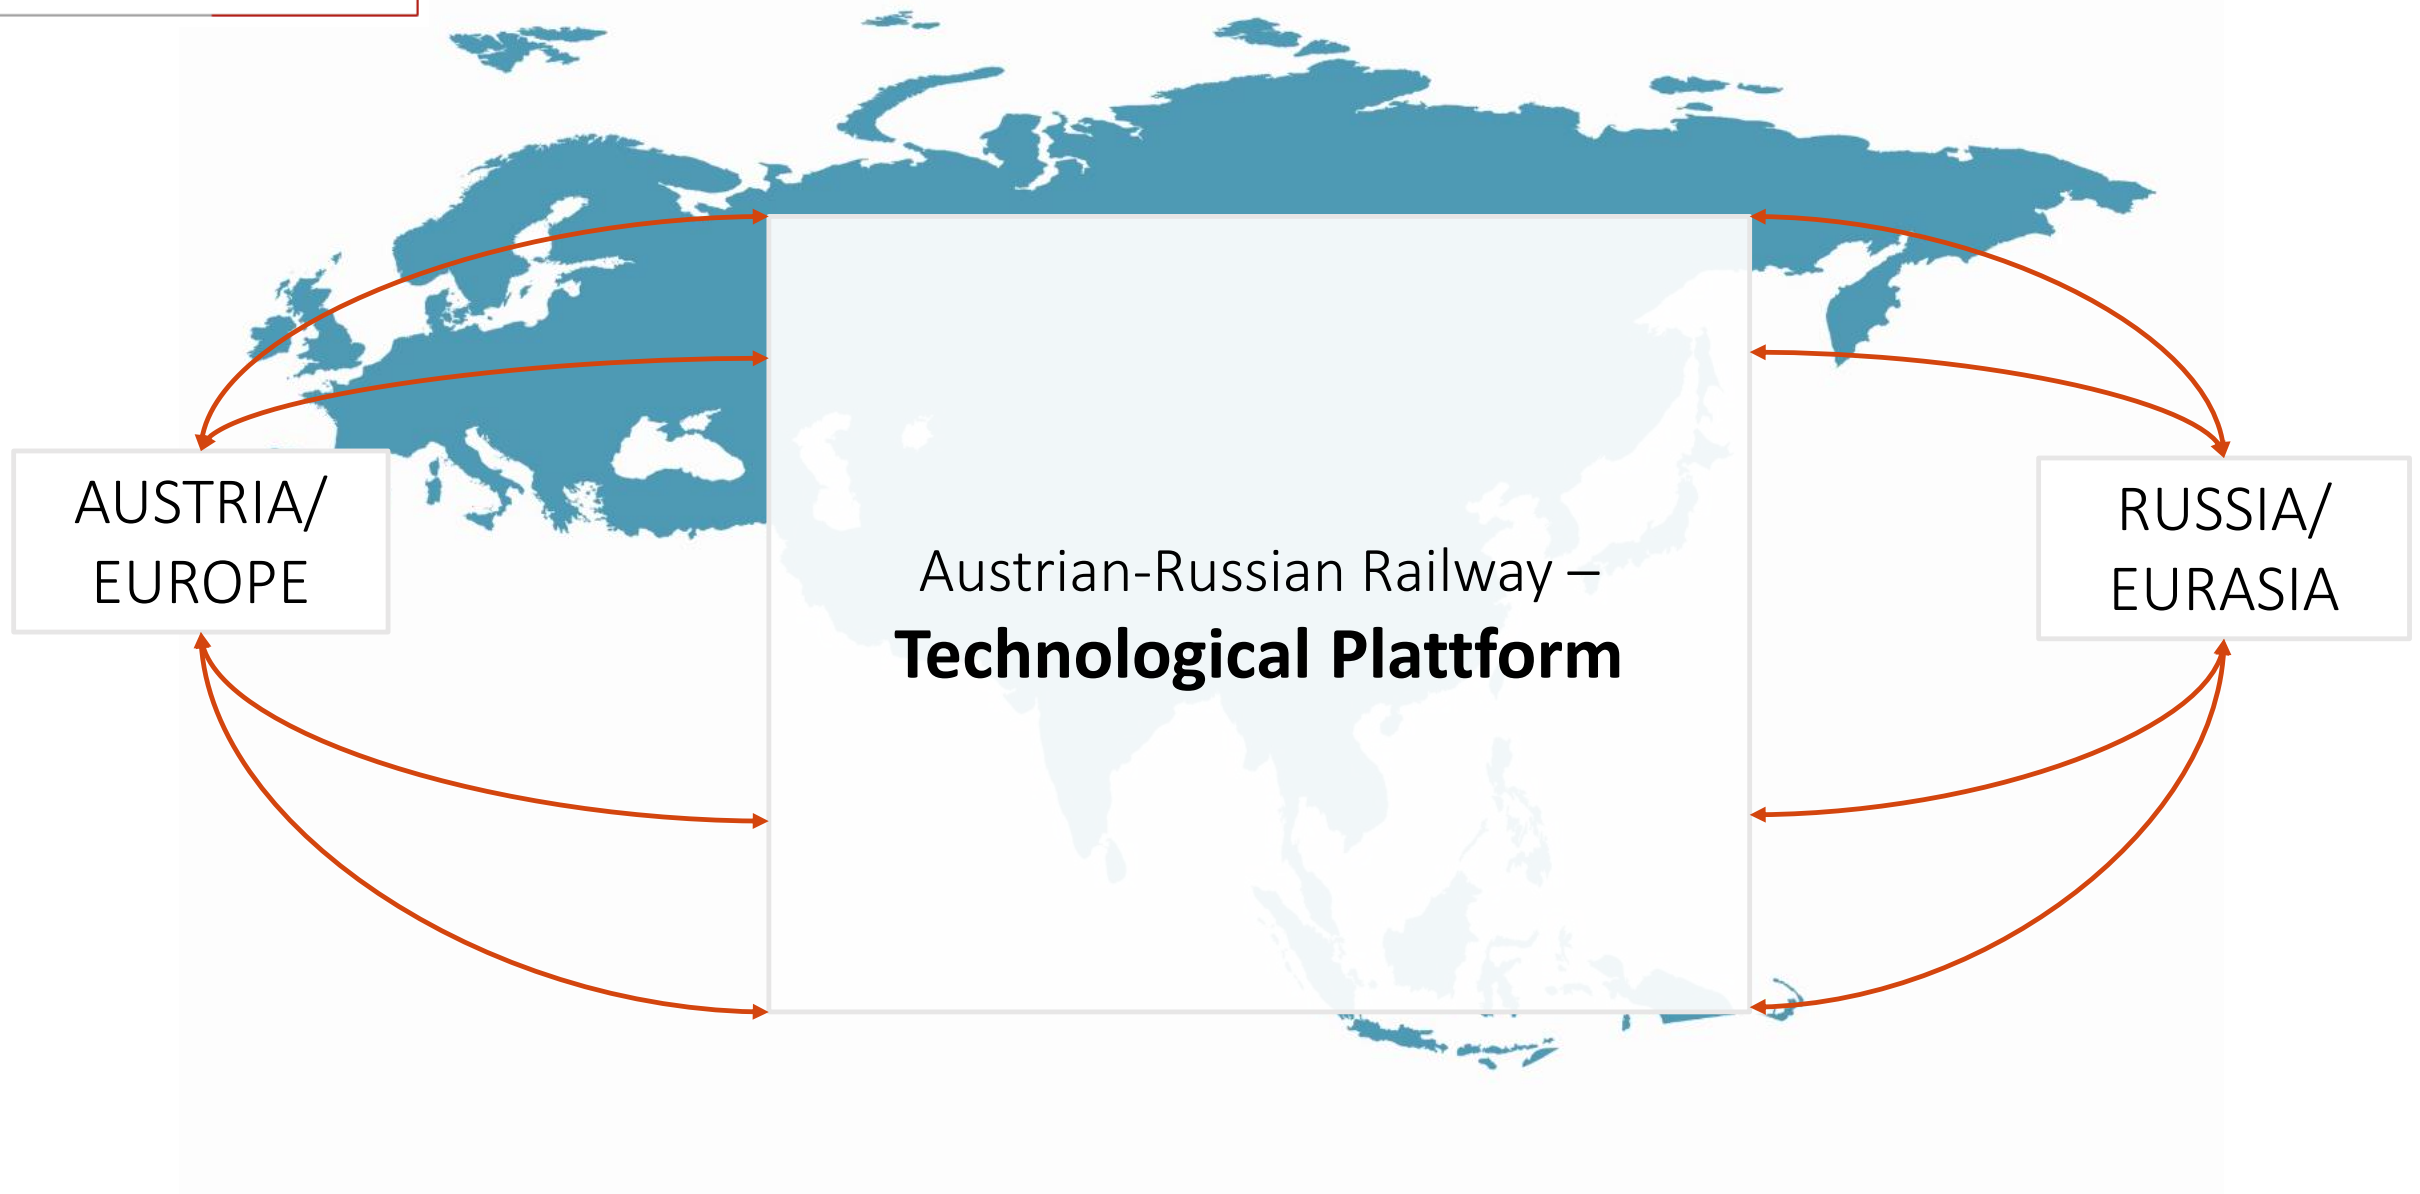 AUSTRIA/
EUROPE
Austrian-Russian Railway –
Technological Plattform
RUSSIA/
EURASIA